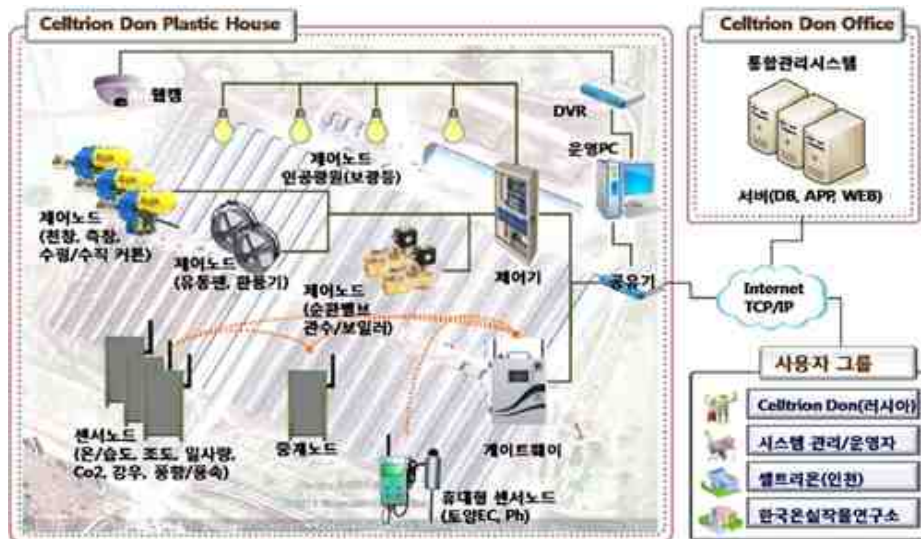 Celltrion Don Plastic House
웹캠
DVR
운영PC
제어노드
인공광원(보광등)
제어노드
(천창, 측창,
수평/수직 커튼)
제어노드
(유동팬, 환풍기)
제어노드
(순환밸브
관수/보일러)
제어기
공유기
센서노드
(온/습도, 조도, 일사량,
Co2, 강우, 풍향/풍속)
중계노드
게이트웨이
휴대형 센서노드
(토양EC, Ph)
Celltrion Don Office
통합관리시스템
서버(DB, APP, WEB)
Internet
TCP/IP
사용자 그룹
Celltrion Don(러시아)
시스템 관리/운영자
셀트리온(인천)
한국온실작물연구소